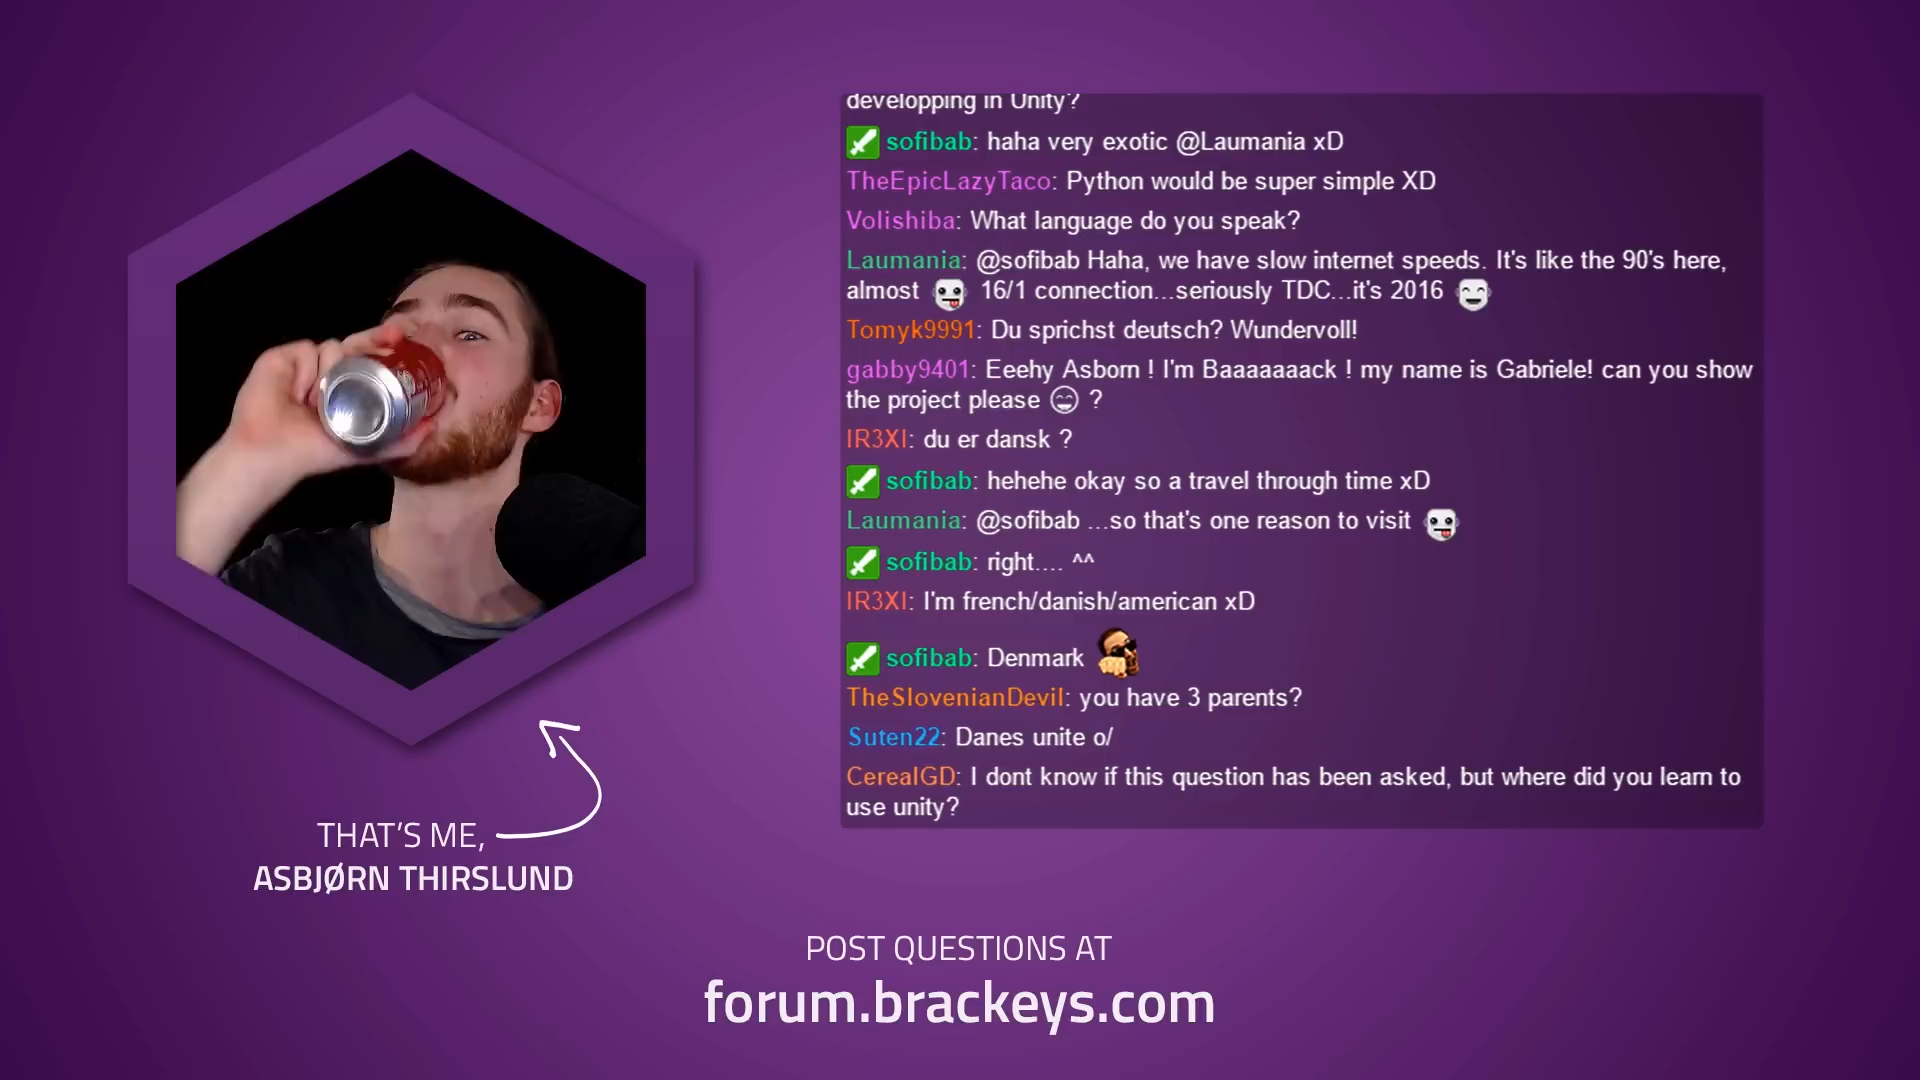 developping in Unity?
sofibab: haha very exotic @Laumania xD
TheEpicLazyTaco: Python would be super simple XD
Volishiba: What language do you speak?
Laumania: @sofibab Haha, we have slow internet speeds. It's like the 90's here,
almost 16/1 connection...seriously TDC...it's 2016
Tomyk9991: Du sprichst deutsch? Wundervoll!
gabby9401: Eeehy Asborn ! I'm Baaaaaaack ! my name is Gabriele! can you show
the project please ?
IR3XI: du er dansk ?
sofibab: hehehe okay so a travel through time xD
Laumania: @sofibab ...so that's one reason to visit
sofibab: right.... ^^
IR3XI: I'm french/danish/american xD
sofibab: Denmark
TheSlovenianDevil: you have 3 parents?
Suten22: Danes unite o/
CerealGD: I dont know if this question has been asked, but where did you learn to
use unity?
THAT'S ME,
ASBJØRN THIRSLUND
POST QUESTIONS AT
forum.brackeys.com